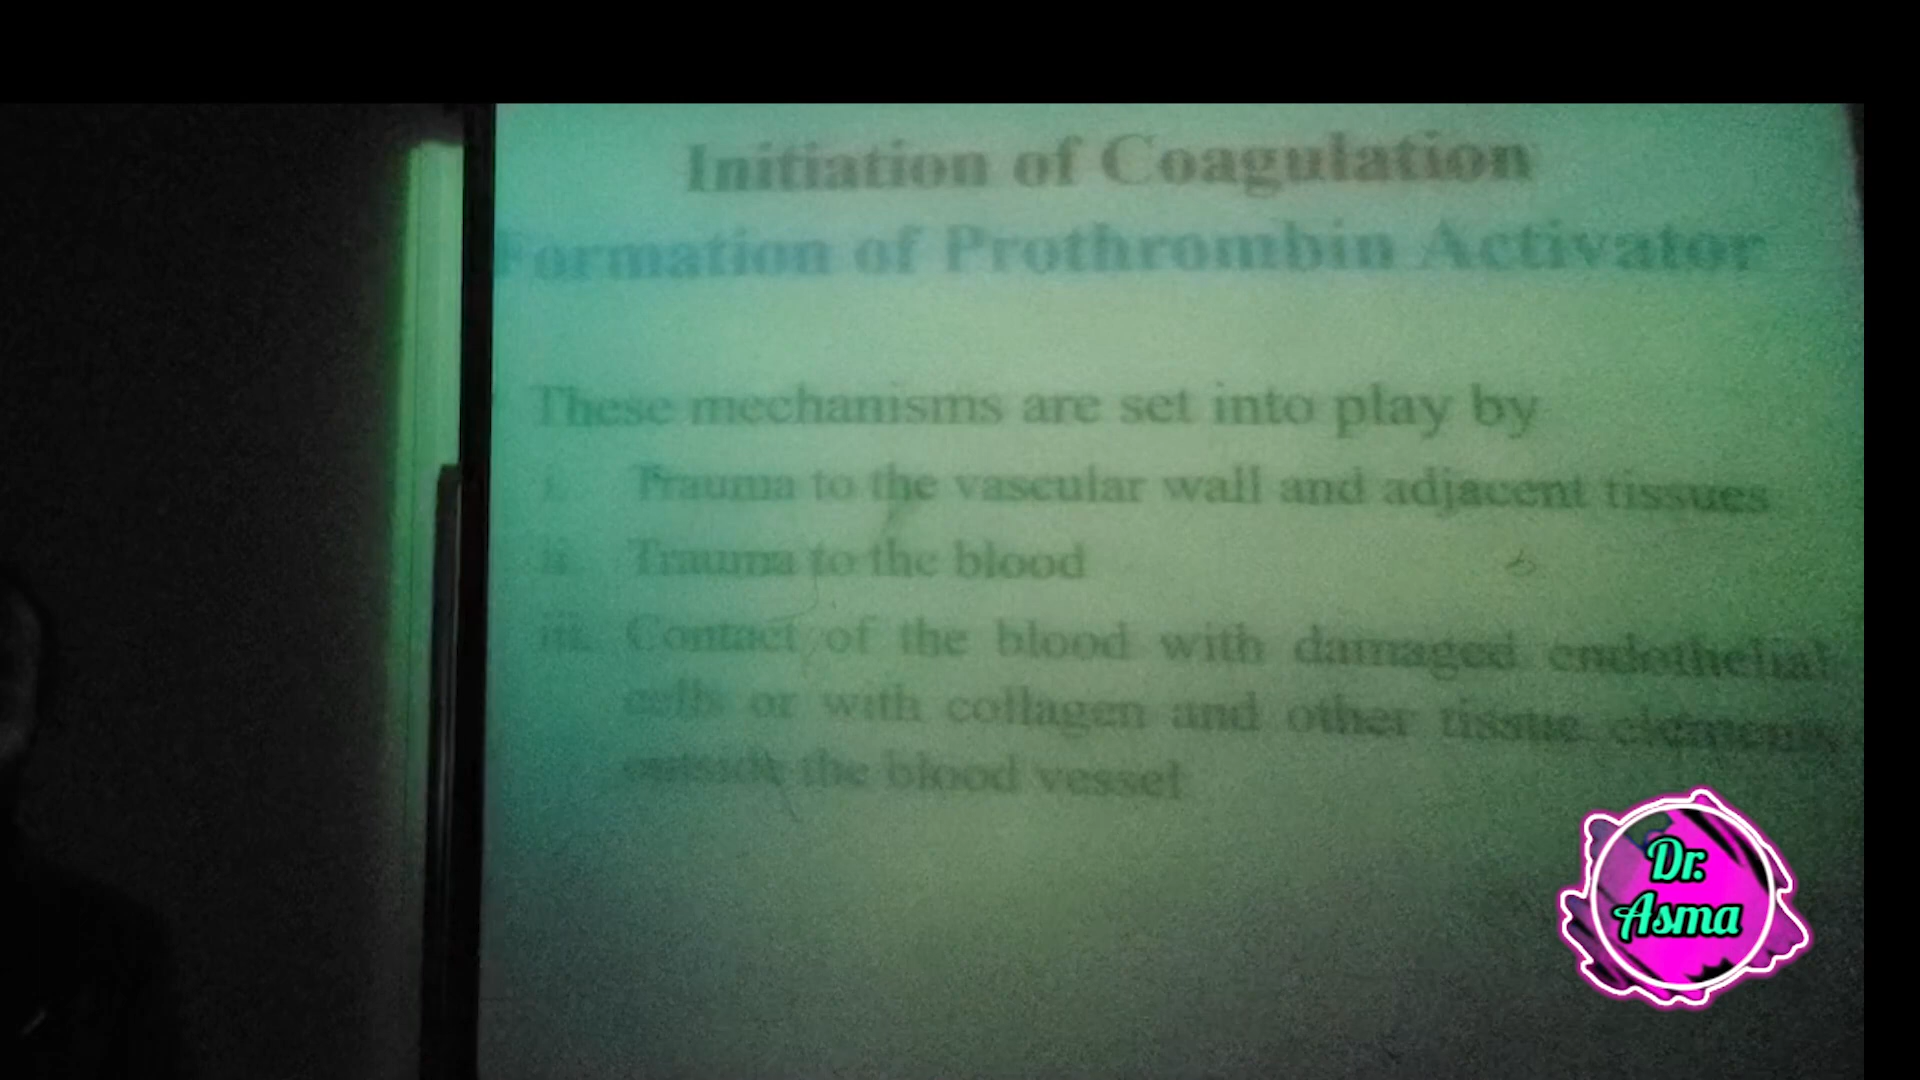 Initiation of Coagulation
Formation of Prothrombin Activator
These mechanisms are set into play by
i. Trauma to the vascular wall and adjacent tissues
ii. Trauma to the blood
iii. Contact of the blood with damaged endothelial
cells or with collagen and other tissue elements
outside the blood vessel
Dr.
Asma